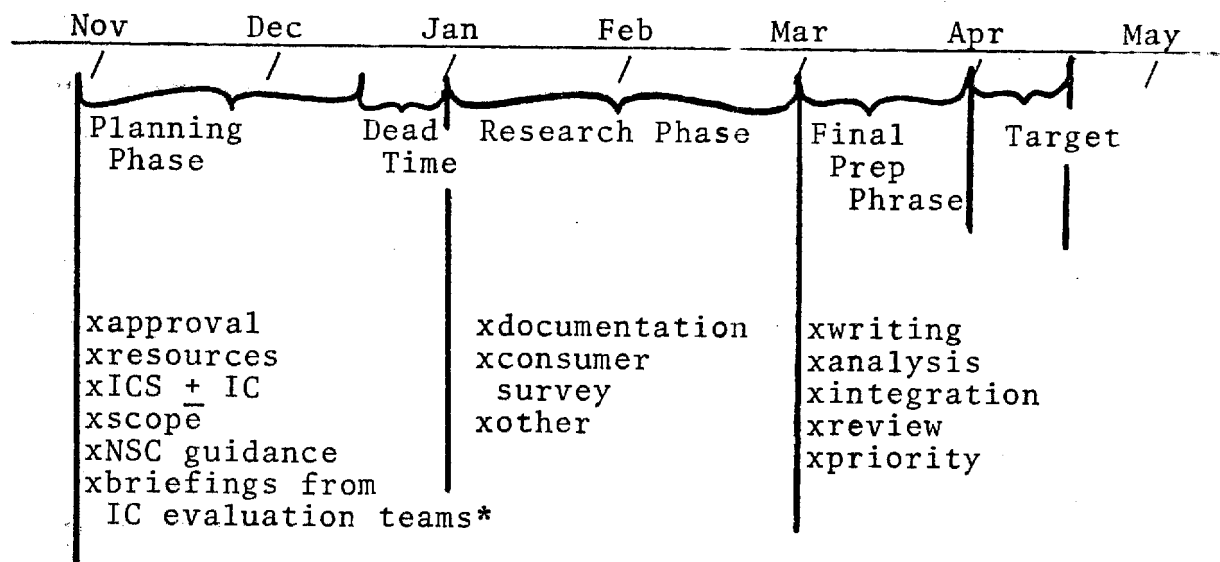 Nov Dec Jan Feb Mar Apr May
Planning Phase
Dead Time
Research Phase
Final Prep Phrase
Target
xapproval
xresources
xICS + IC
xscope
xNSC guidance
xbriefings from
IC evaluation teams*
xdocumentation
xconsumer
survey
xother
xwriting
xanalysis
xintegration
xreview
xpriority